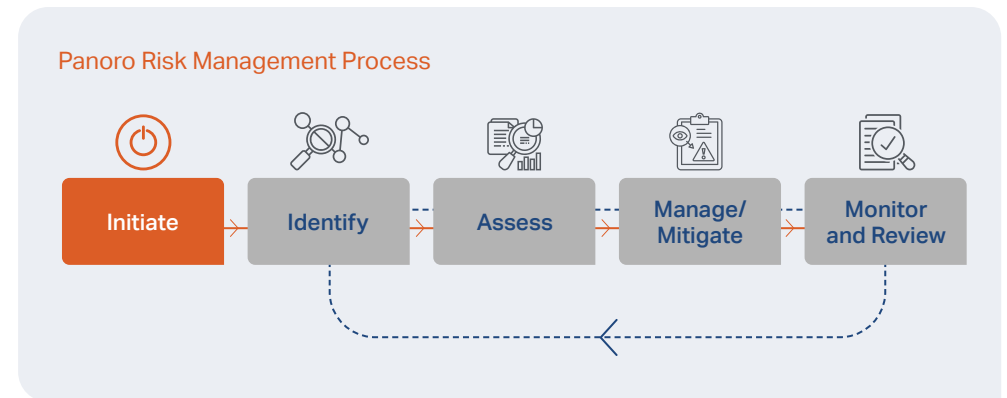 Panoro Risk Management Process
Initiate
Identify
Assess
Manage/
Mitigate
Monitor
and Review